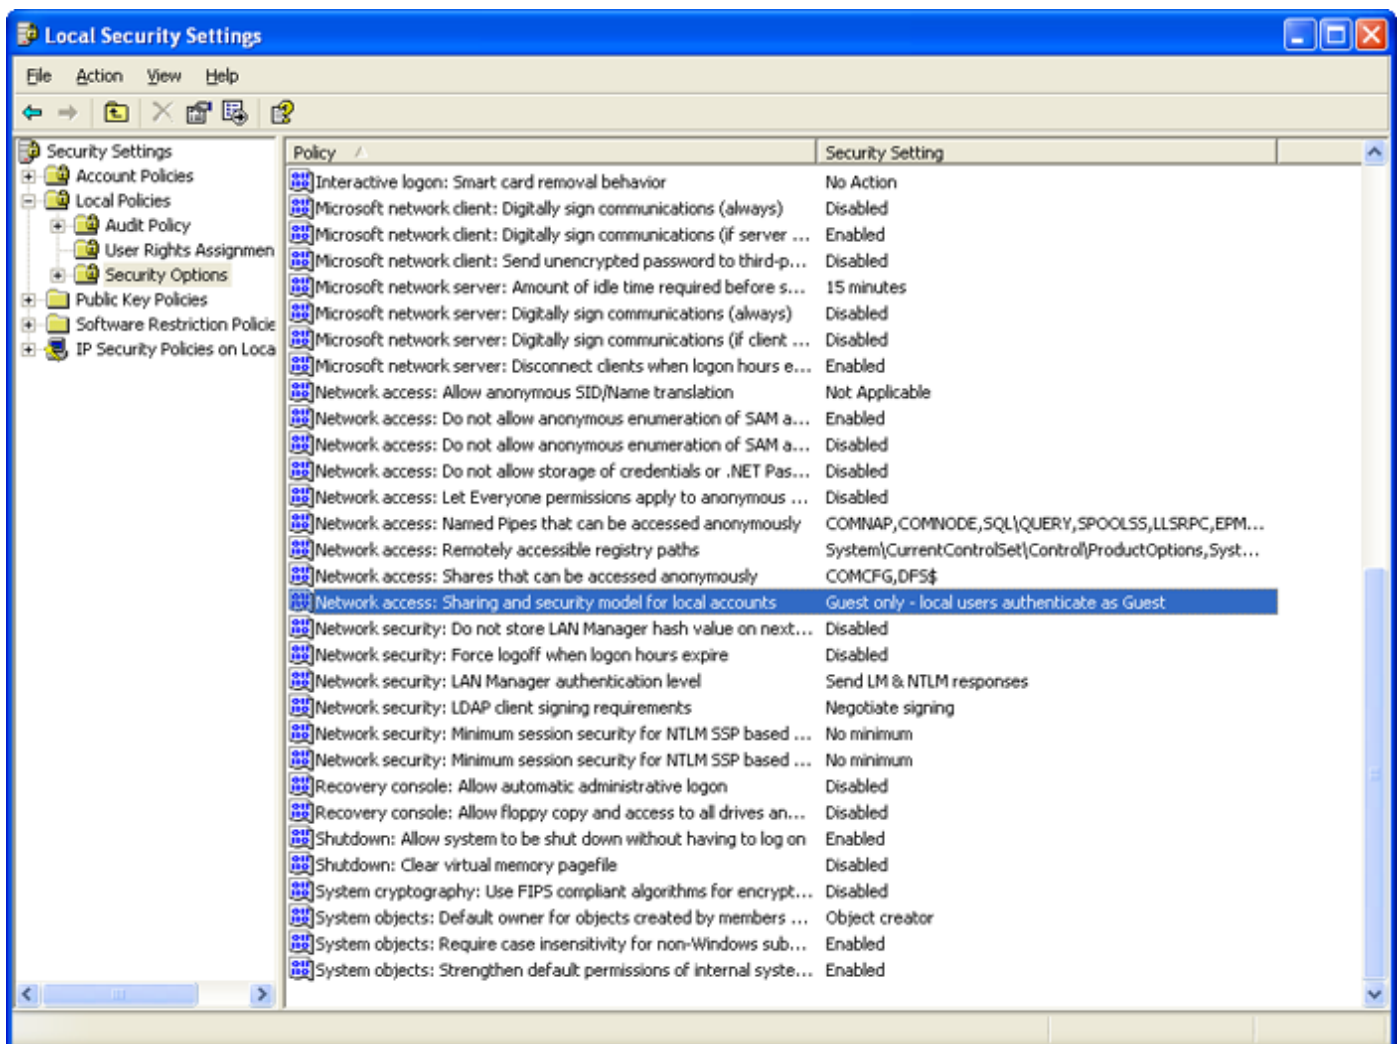 Local Security Settings
File Action View Help
Security Settings
Account Policies
Local Policies
Audit Policy
User Rights Assignmen
Security Options
Public Key Policies
Software Restriction Policie
IP Security Policies on Loca
Policy Security Setting
Interactive logon: Smart card removal behavior No Action
Microsoft network client: Digitally sign communications (always) Disabled
Microsoft network client: Digitally sign communications (if server ... Enabled
Microsoft network client: Send unencrypted password to third-p... Disabled
Microsoft network server: Amount of idle time required before s... 15 minutes
Microsoft network server: Digitally sign communications (always) Disabled
Microsoft network server: Digitally sign communications (if client ... Disabled
Microsoft network server: Disconnect clients when logon hours e... Enabled
Network access: Allow anonymous SID/Name translation Not Applicable
Network access: Do not allow anonymous enumeration of SAM a... Enabled
Network access: Do not allow anonymous enumeration of SAM a... Disabled
Network access: Do not allow storage of credentials or .NET Pas... Disabled
Network access: Let Everyone permissions apply to anonymous ... Disabled
Network access: Named Pipes that can be accessed anonymously COMNAP,COMNODE,SQL\QUERY,SPOOLSS,LLSRPC,EPM...
Network access: Remotely accessible registry paths System\CurrentControlSet\Control\ProductOptions,Syst...
Network access: Shares that can be accessed anonymously COMCFG,DFS$
Network access: Sharing and security model for local accounts Guest only - local users authenticate as Guest
Network security: Do not store LAN Manager hash value on next... Disabled
Network security: Force logoff when logon hours expire Disabled
Network security: LAN Manager authentication level Send LM & NTLM responses
Network security: LDAP client signing requirements Negotiate signing
Network security: Minimum session security for NTLM SSP based ... No minimum
Network security: Minimum session security for NTLM SSP based ... No minimum
Recovery console: Allow automatic administrative logon Disabled
Recovery console: Allow floppy copy and access to all drives an... Disabled
Shutdown: Allow system to be shut down without having to log on Enabled
Shutdown: Clear virtual memory pagefile Disabled
System cryptography: Use FIPS compliant algorithms for encrypt... Disabled
System objects: Default owner for objects created by members ... Object creator
System objects: Require case insensitivity for non-Windows sub... Enabled
System objects: Strengthen default permissions of internal syste... Enabled